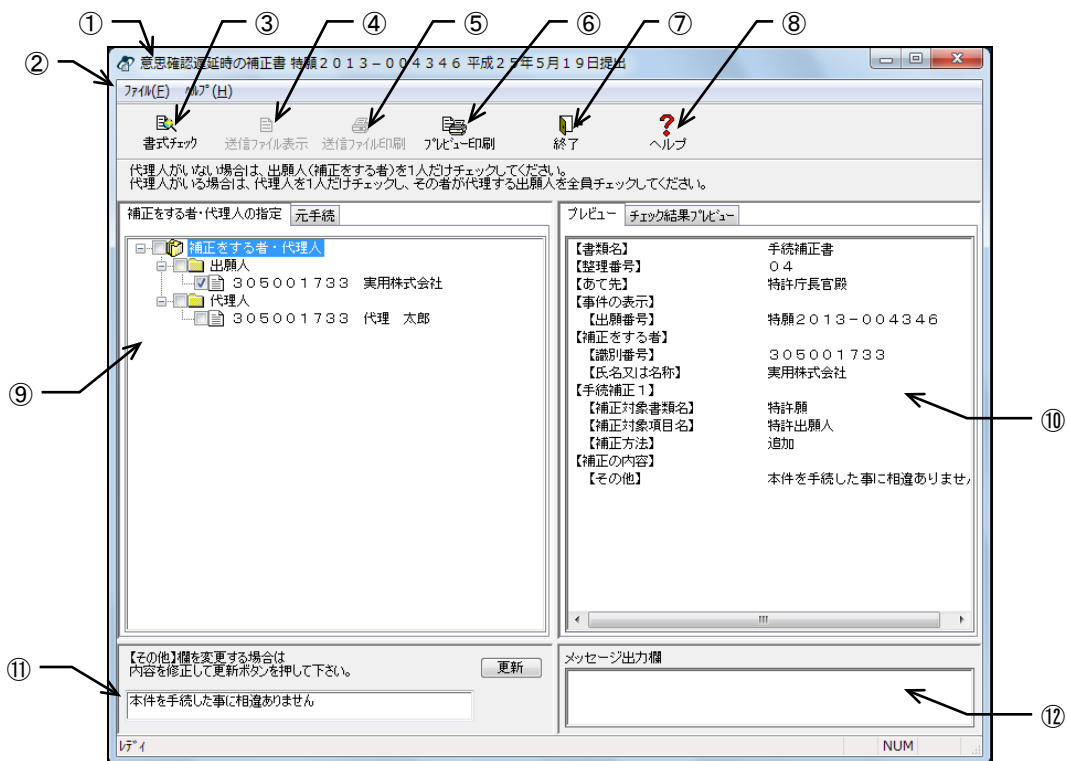 ① ③ ④ ⑤ ⑥ ⑦ ⑧
②
意思確認遅延時の補正書 特願２０１３－００４３４６ 平成２５年５月１９日提出
ﾌｧｲﾙ(F) ﾍﾙﾌﾟ(H)
書式ﾁｪｯｸ 送信ﾌｧｲﾙ表示 送信ﾌｧｲﾙ印刷 ﾌﾟﾚﾋﾞｭｰ印刷 終了 ヘルプ
代理人がいない場合は、出願人(補正をする者)を1人だけチェックしてください。
代理人がいる場合は、代理人を1人だけチェックし、その者が代理する出願人を全員チェックしてください。
補正をする者・代理人の指定 元手続
補正をする者・代理人
出願人
３０５００１７３３ 実用株式会社
代理人
３０５００１７３３ 代理 太郎
⑨
プレビュー チェック結果ﾌﾟﾚﾋﾞｭｰ
【書類名】 手続補正書
【整理番号】 ０４
【あて先】 特許庁長官殿
【事件の表示】
【出願番号】 特願２０１３－００４３４６
【補正をする者】
【識別番号】 ３０５００１７３３
【氏名又は名称】 実用株式会社
【手続補正１】
【補正対象書類名】 特許願
【補正対象項目名】 特許出願人
【補正方法】 追加
【補正の内容】
【その他】 本件を手続した事に相違ありませ
⑩
⑪
【その他】欄を変更する場合は
内容を修正して更新ボタンを押して下さい。
更新
本件を手続した事に相違ありません
メッセージ出力欄
⑫
ﾚﾃﾞｨ NUM